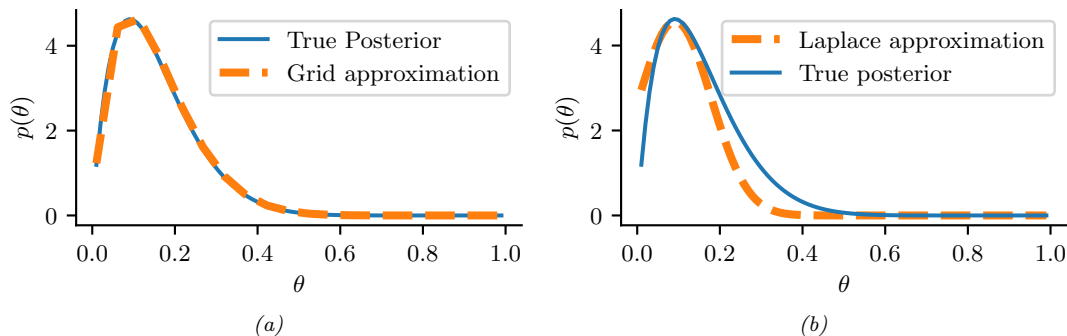 True Posterior
Grid approximation
p(θ)
4
2
0
0.0 0.2 0.4 0.6 0.8 1.0
θ
(a)
Laplace approximation
True posterior
p(θ)
4
2
0
0.0 0.2 0.4 0.6 0.8 1.0
θ
(b)